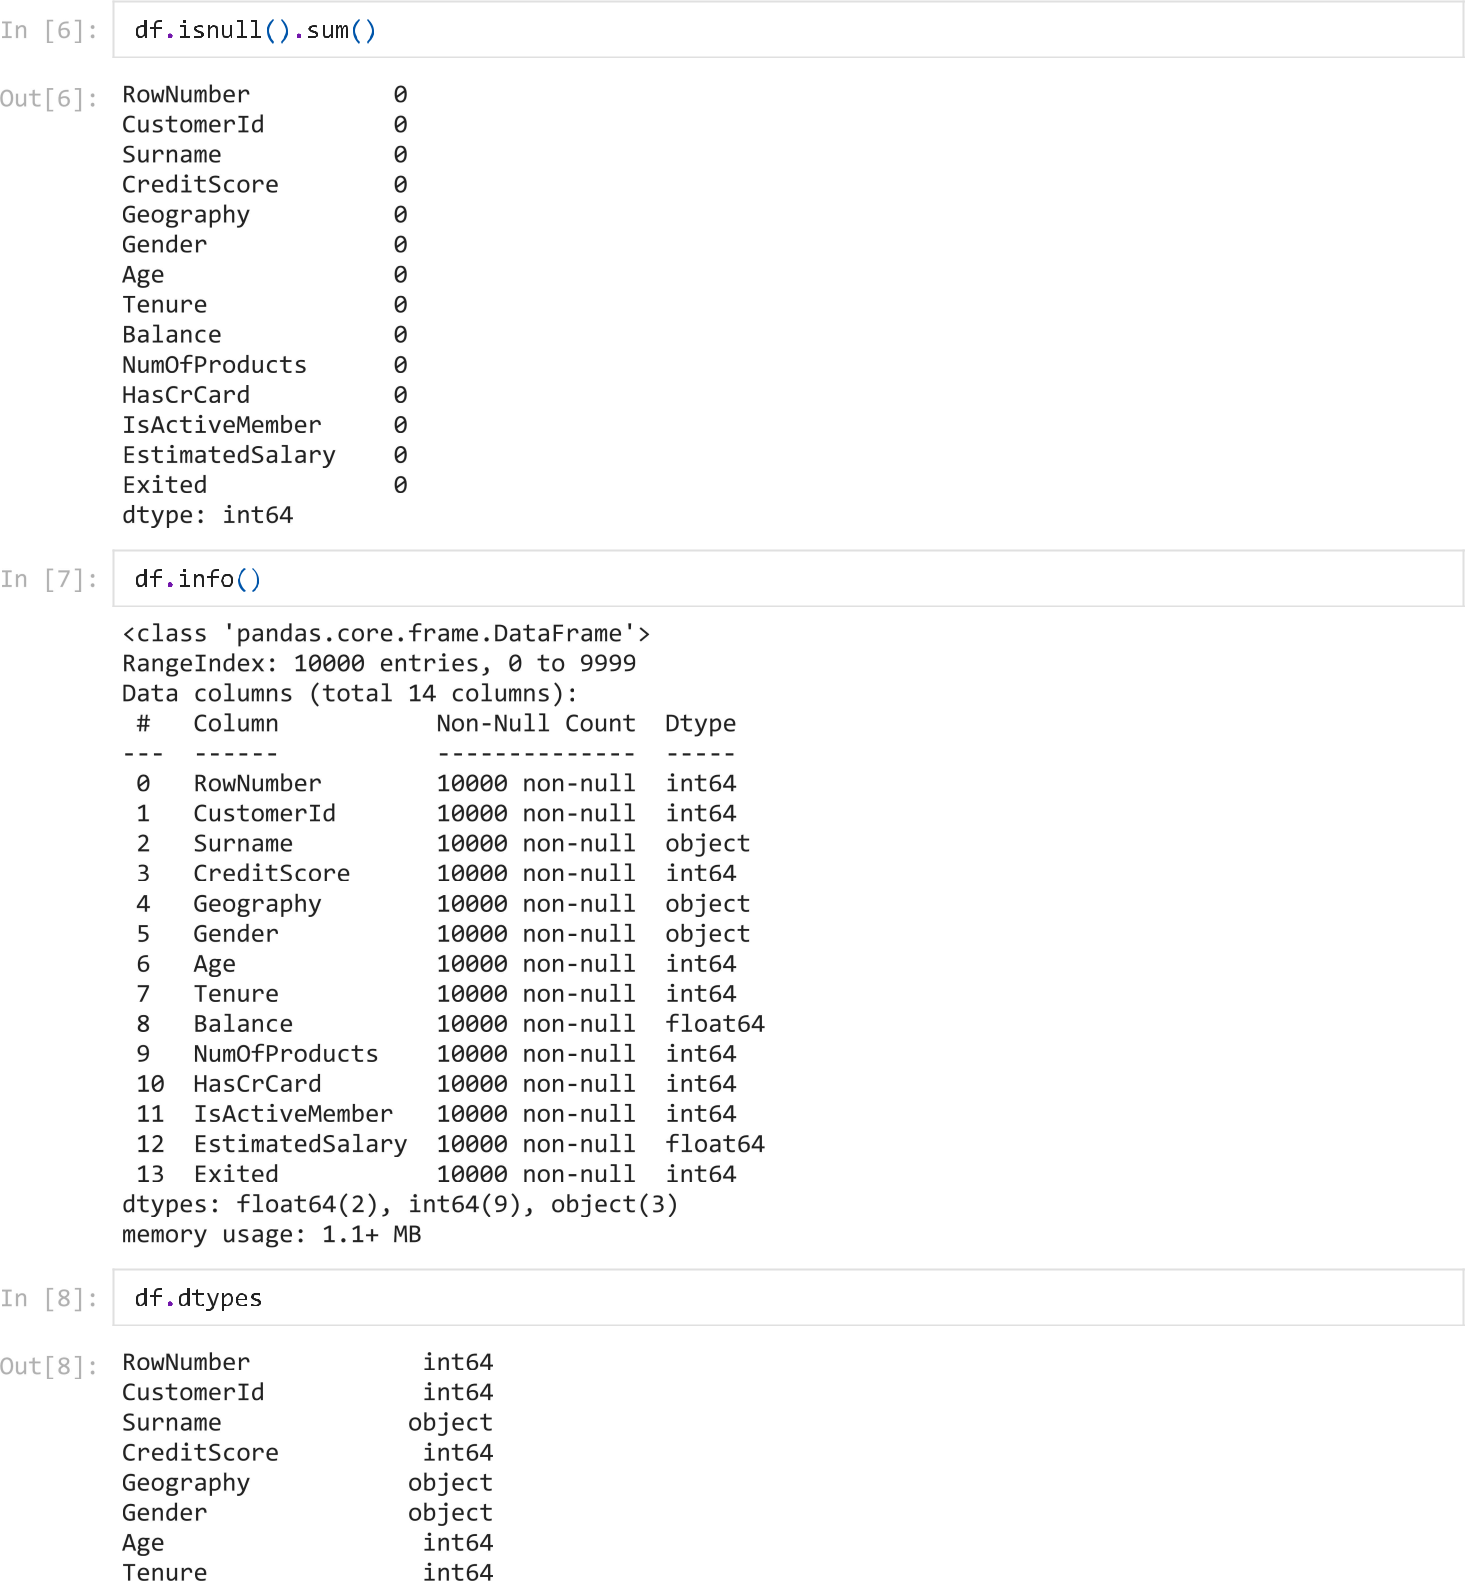 In [6]: df.isnull().sum()
Out[6]: RowNumber          0
CustomerId         0
Surname            0
CreditScore        0
Geography          0
Gender             0
Age                0
Tenure             0
Balance            0
NumOfProducts      0
HasCrCard          0
IsActiveMember     0
EstimatedSalary    0
Exited             0
dtype: int64
In [7]: df.info()
<class 'pandas.core.frame.DataFrame'>
RangeIndex: 10000 entries, 0 to 9999
Data columns (total 14 columns):
 #   Column           Non-Null Count  Dtype
---  ------           --------------  -----
 0   RowNumber        10000 non-null  int64
 1   CustomerId       10000 non-null  int64
 2   Surname          10000 non-null  object
 3   CreditScore      10000 non-null  int64
 4   Geography        10000 non-null  object
 5   Gender           10000 non-null  object
 6   Age              10000 non-null  int64
 7   Tenure           10000 non-null  int64
 8   Balance          10000 non-null  float64
 9   NumOfProducts    10000 non-null  int64
 10  HasCrCard        10000 non-null  int64
 11  IsActiveMember   10000 non-null  int64
 12  EstimatedSalary  10000 non-null  float64
 13  Exited           10000 non-null  int64
dtypes: float64(2), int64(9), object(3)
memory usage: 1.1+ MB
In [8]: df.dtypes
Out[8]: RowNumber            int64
CustomerId           int64
Surname             object
CreditScore          int64
Geography           object
Gender              object
Age                  int64
Tenure               int64